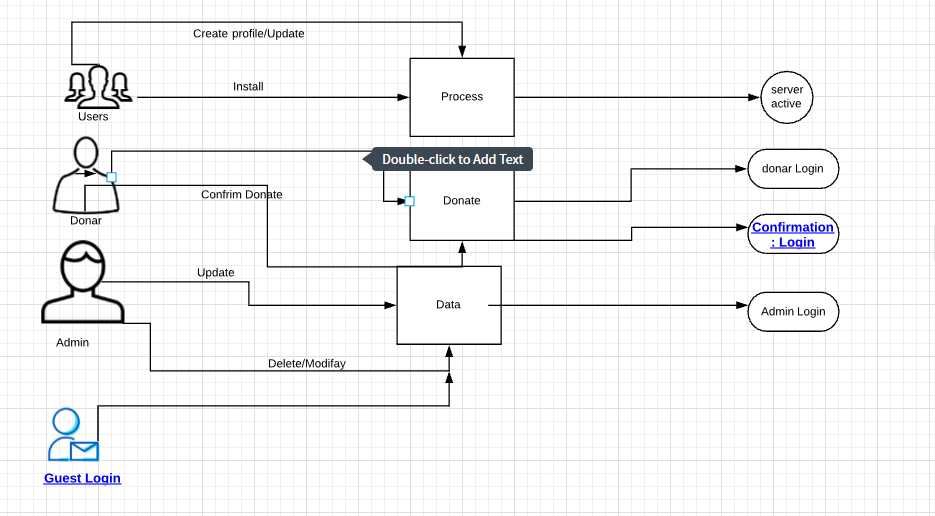 Create profile/Update
Install
Process
server
active
Users
Double-click to Add Text
donar Login
Confrim Donate
Donate
Donar
Confirmation
: Login
Update
Data
Admin Login
Admin
Delete/Modifay
Guest Login